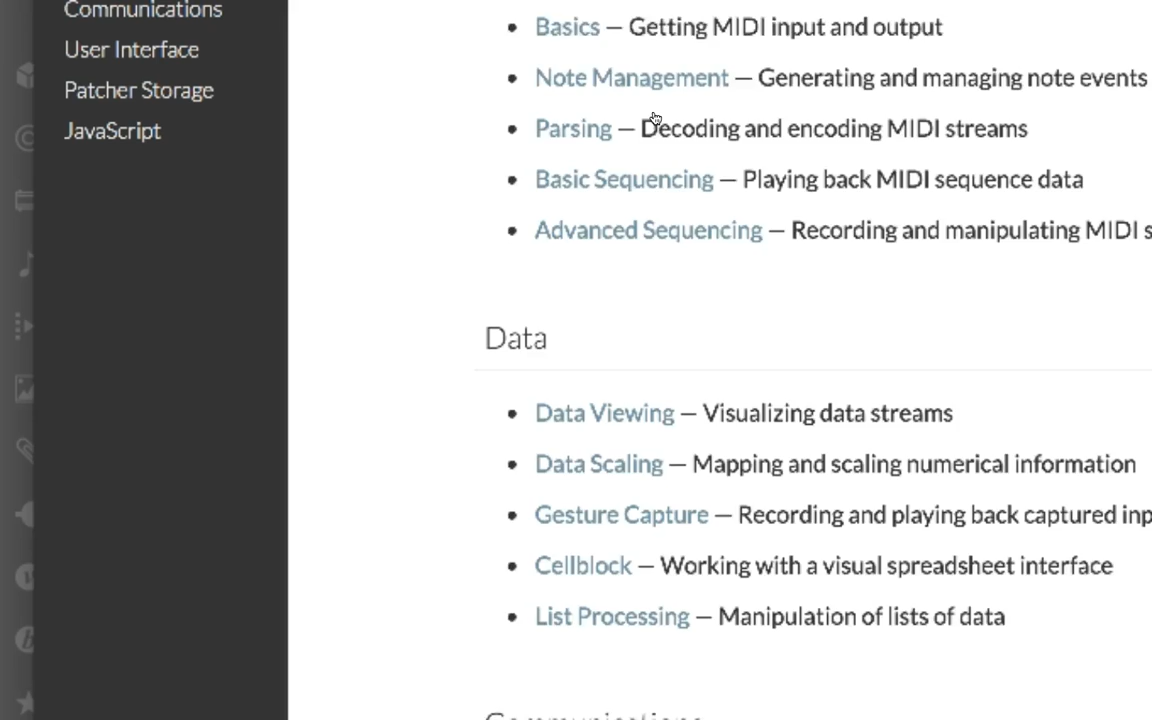 Communications
User Interface
Patcher Storage
JavaScript
Basics — Getting MIDI input and output
Note Management — Generating and managing note events
Parsing — Decoding and encoding MIDI streams
Basic Sequencing — Playing back MIDI sequence data
Advanced Sequencing — Recording and manipulating MIDI s
Data
Data Viewing — Visualizing data streams
Data Scaling — Mapping and scaling numerical information
Gesture Capture — Recording and playing back captured inp
Cellblock — Working with a visual spreadsheet interface
List Processing — Manipulation of lists of data
Communications